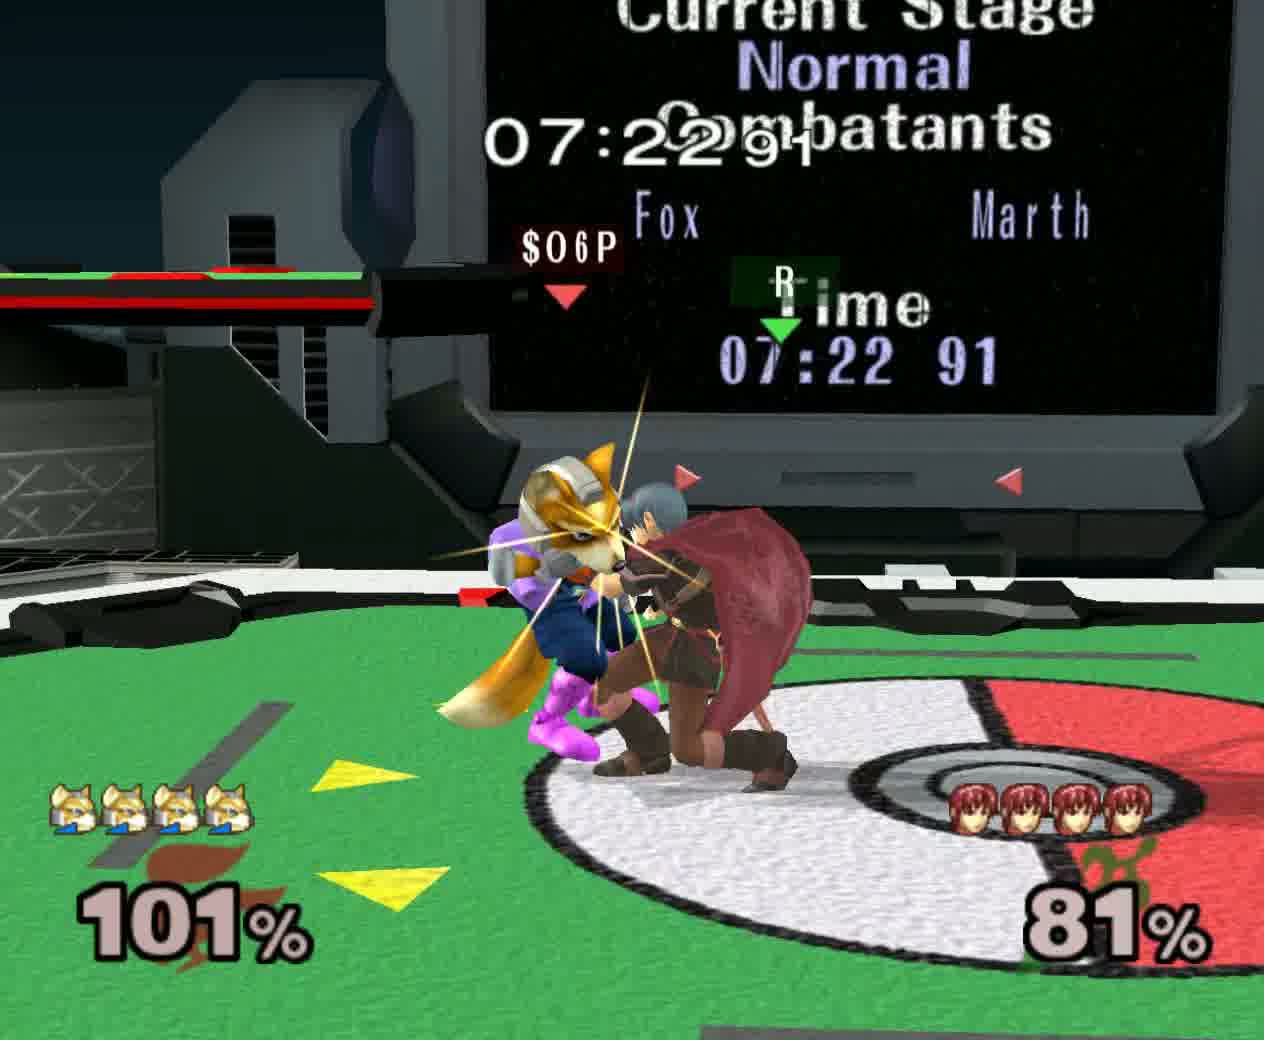 Current Stage
Normal
Combatants
07:22 91
Fox Marth
$06P
R
Time
07:22 91
101%
81%